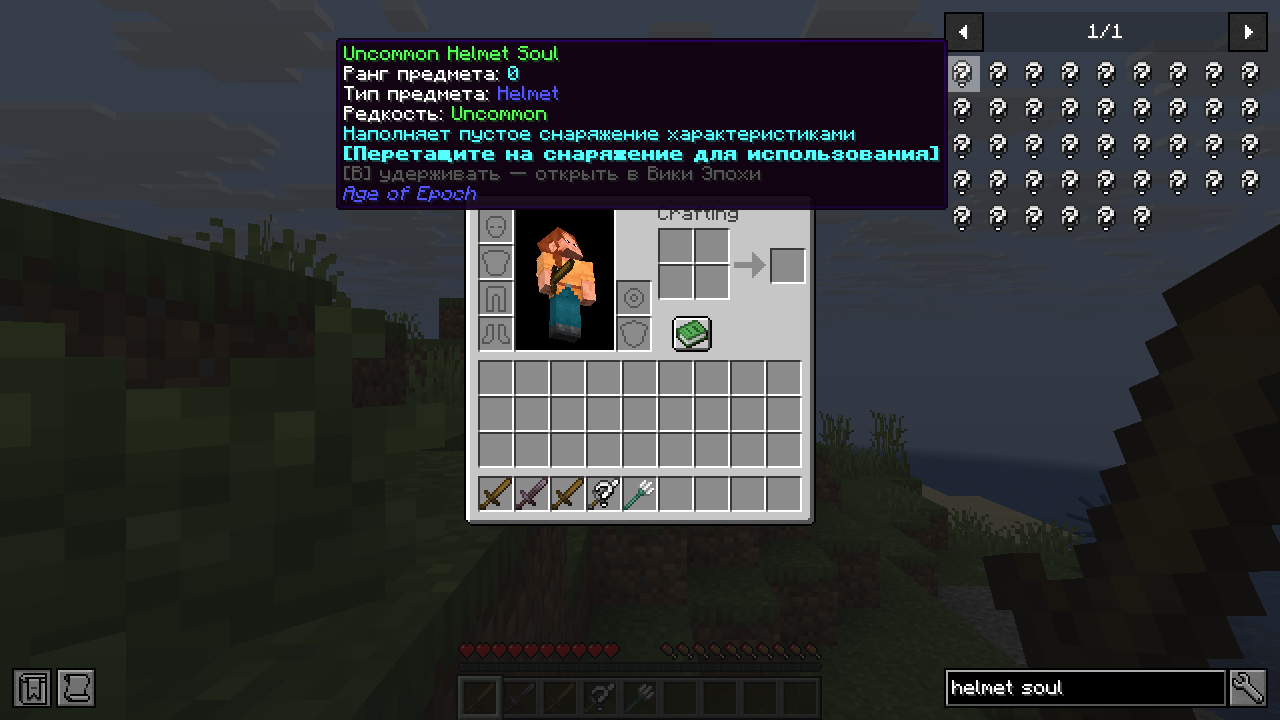 Uncommon Helmet Soul
Ранг предмета: 0
Тип предмета: Helmet
Редкость: Uncommon
Наполняет пустое снаряжение характеристиками
[Перетащите на снаряжение для использования]
[B] удерживать — открыть в Вики Эпохи
Age of Epoch
1/1
Crafting
helmet soul